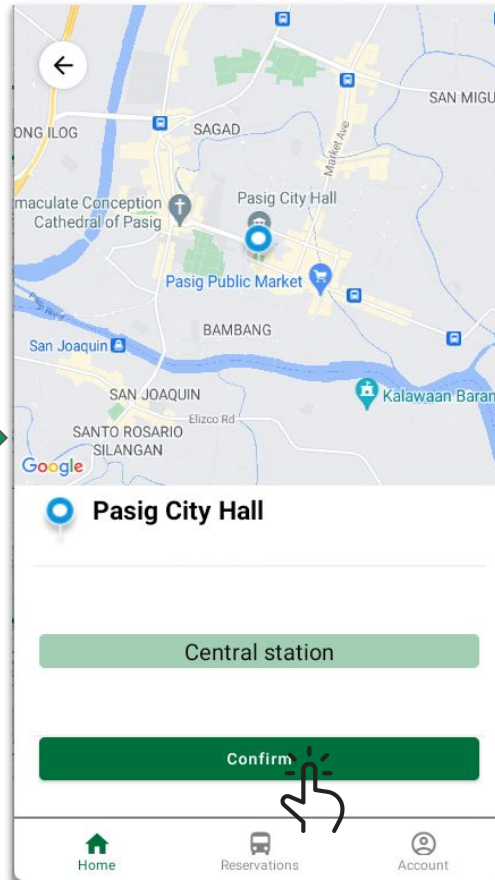 SAN MIGU
ONG ILOG
SAGAD
Market Ave
maculate Conception
Cathedral of Pasig
Pasig City Hall
Pasig Public Market
BAMBANG
San Joaquin
SAN JOAQUIN
Kalawaan Baran
Elizco Rd
SANTO ROSARIO
SILANGAN
Google
Pasig City Hall
Central station
Confirm
Home
Reservations
Account